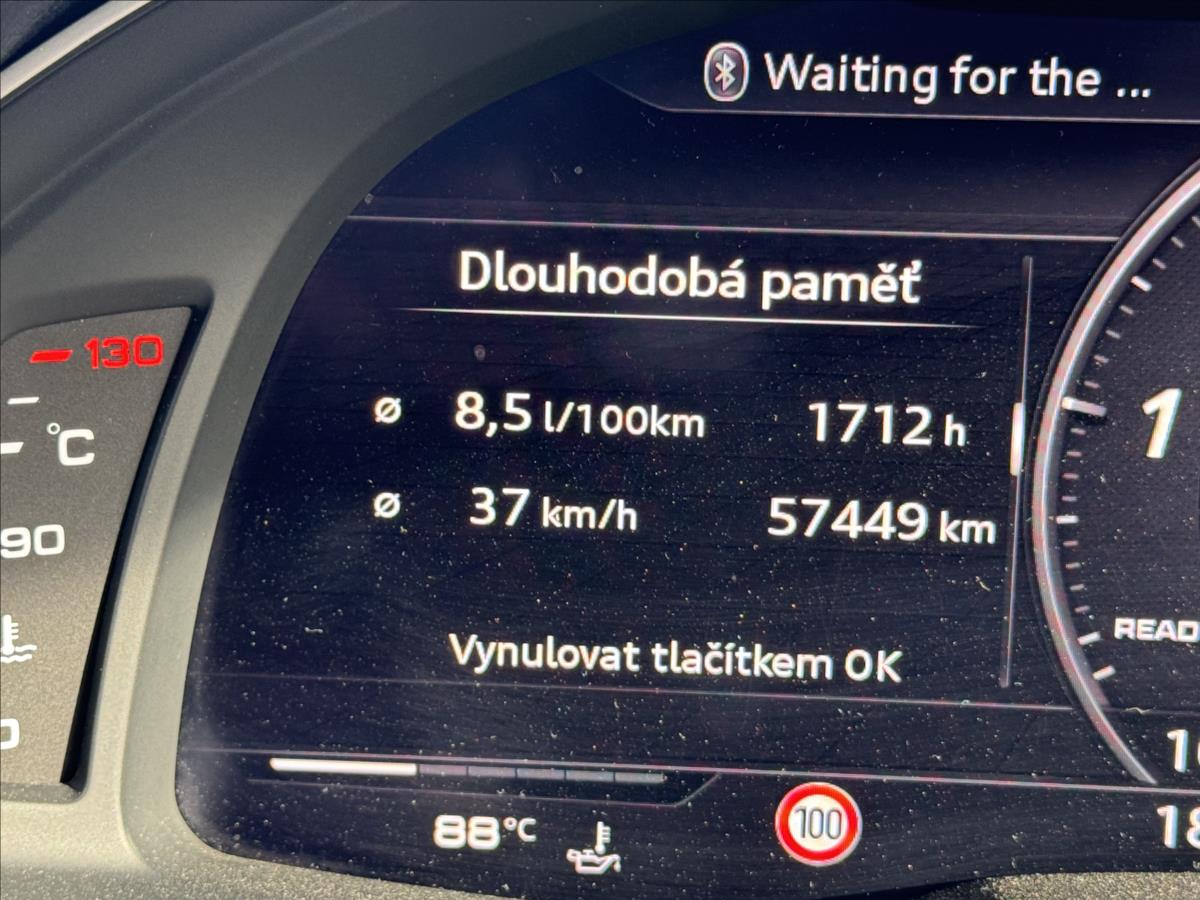 Waiting for the ...
Dlouhodobá paměť
130
ø 8,5 l/100km 1712 h
°C
ø 37 km/h 57449 km
90
READ
Vynulovat tlačítkem OK
88°C
100